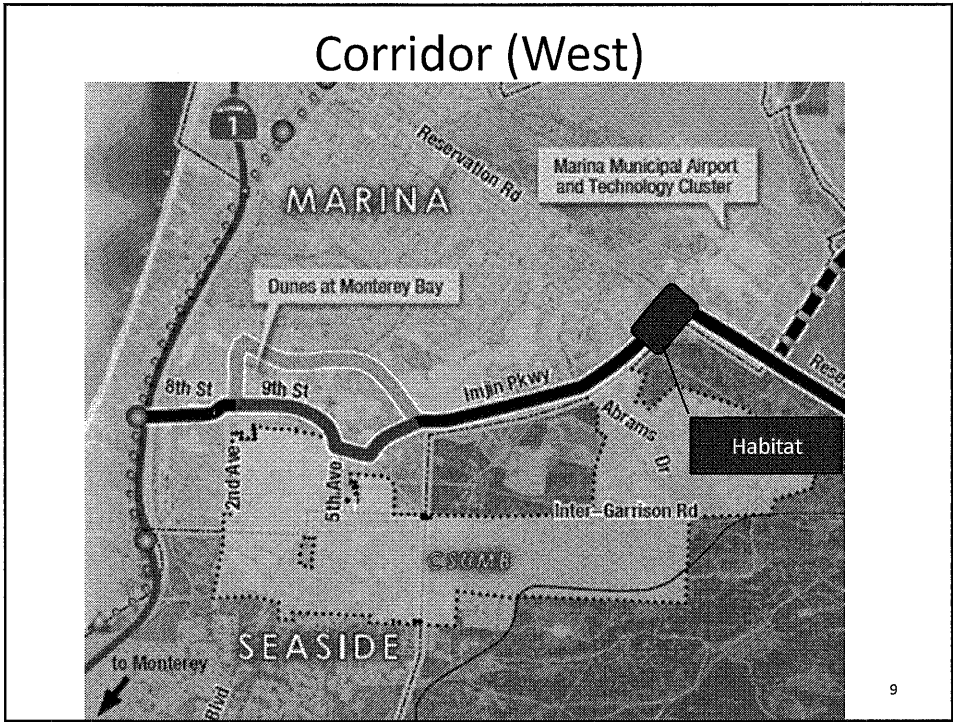 Corridor (West)
1
Reservation Rd
Marina Municipal Airport
and Technology Cluster
MARINA
Dunes at Monterey Bay
8th St
9th St
Imjin Pkwy
Abrams Dr
Habitat
2nd Ave
5th Ave
Inter-Garrison Rd
CSUMB
SEASIDE
to Monterey
Blvd
9